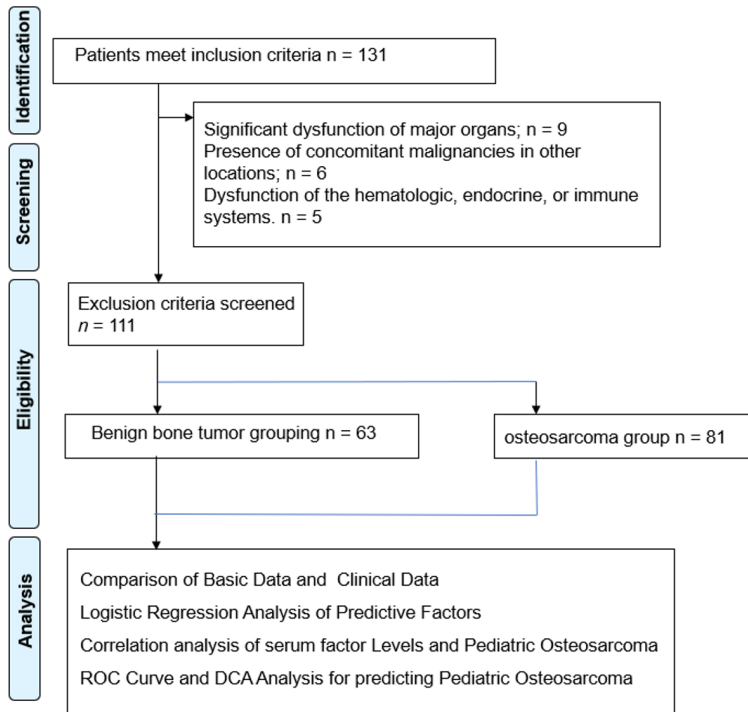 Identification
Patients meet inclusion criteria n = 131
Screening
Significant dysfunction of major organs; n = 9
Presence of concomitant malignancies in other
locations; n = 6
Dysfunction of the hematologic, endocrine, or immune
systems. n = 5
Eligibility
Exclusion criteria screened
n = 111
Benign bone tumor grouping n = 63
osteosarcoma group n = 81
Analysis
Comparison of Basic Data and Clinical Data
Logistic Regression Analysis of Predictive Factors
Correlation analysis of serum factor Levels and Pediatric Osteosarcoma
ROC Curve and DCA Analysis for predicting Pediatric Osteosarcoma